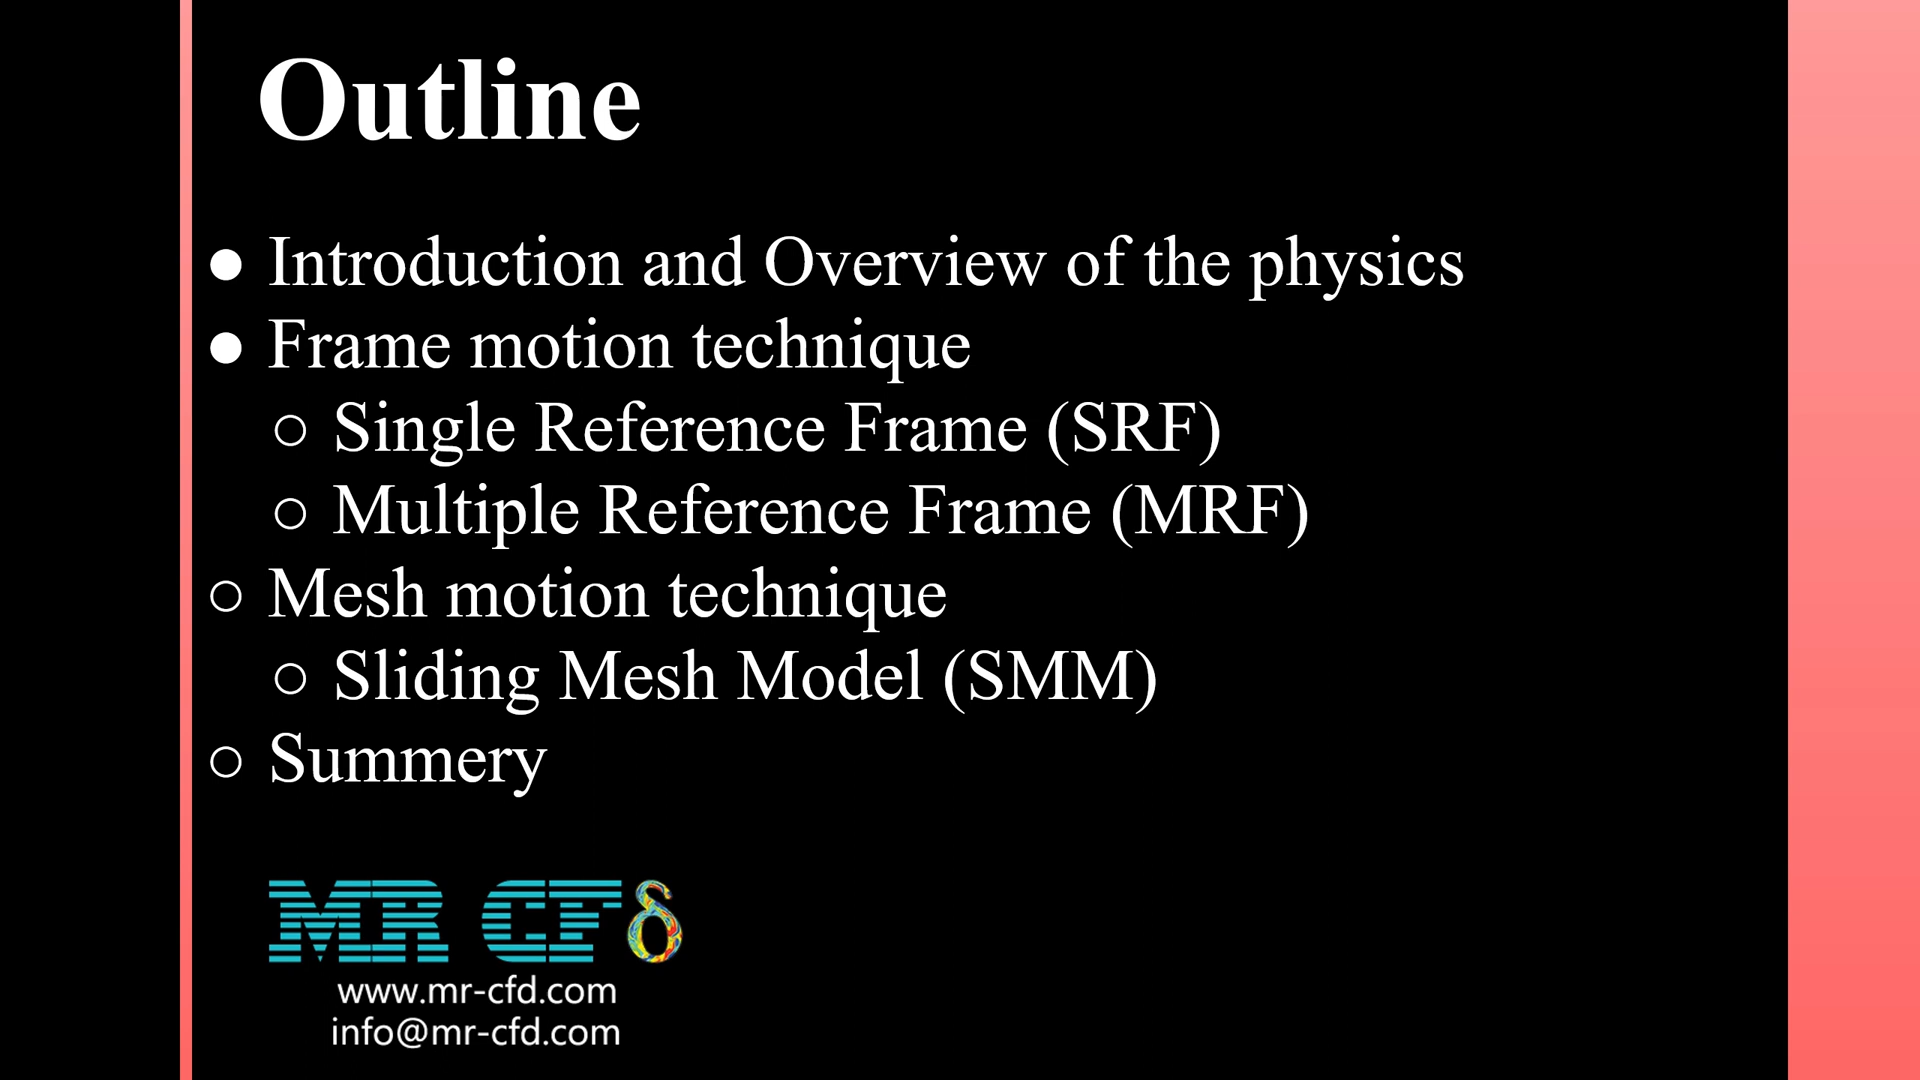 Outline
● Introduction and Overview of the physics
● Frame motion technique
○ Single Reference Frame (SRF)
○ Multiple Reference Frame (MRF)
○ Mesh motion technique
○ Sliding Mesh Model (SMM)
○ Summery
MR CFδ
www.mr-cfd.com
info@mr-cfd.com